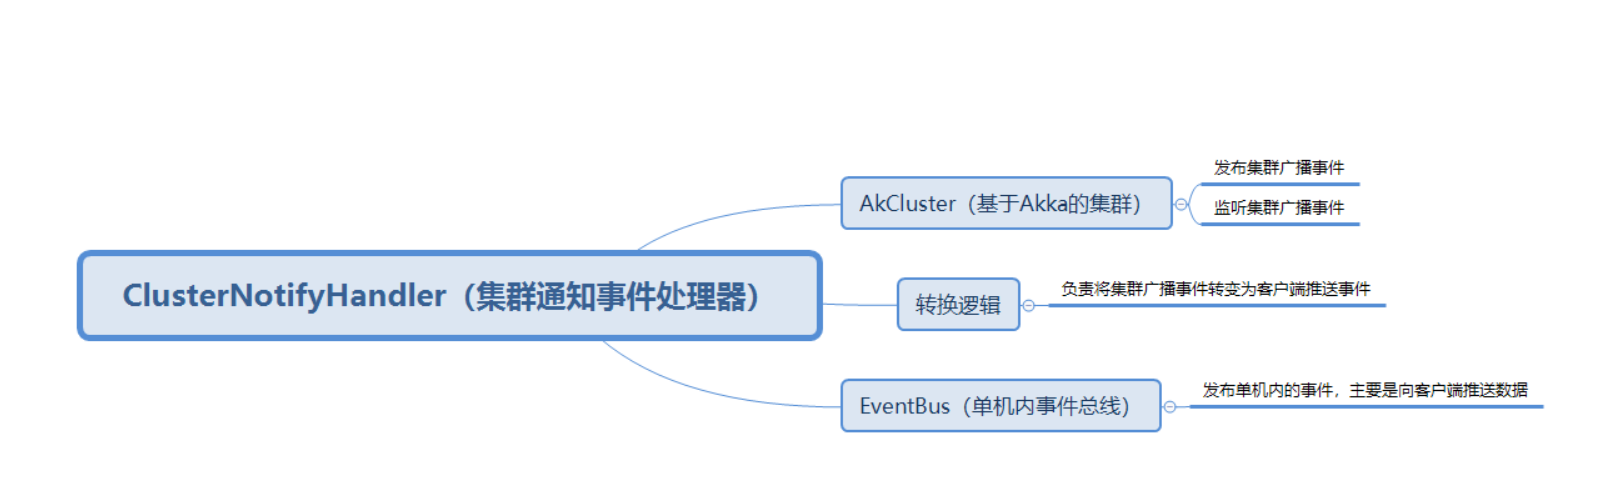 ClusterNotifyHandler（集群通知事件处理器）
AkCluster（基于Akka的集群）
发布集群广播事件
监听集群广播事件
转换逻辑
负责将集群广播事件转变为客户端推送事件
EventBus（单机内事件总线）
发布单机内的事件，主要是向客户端推送数据